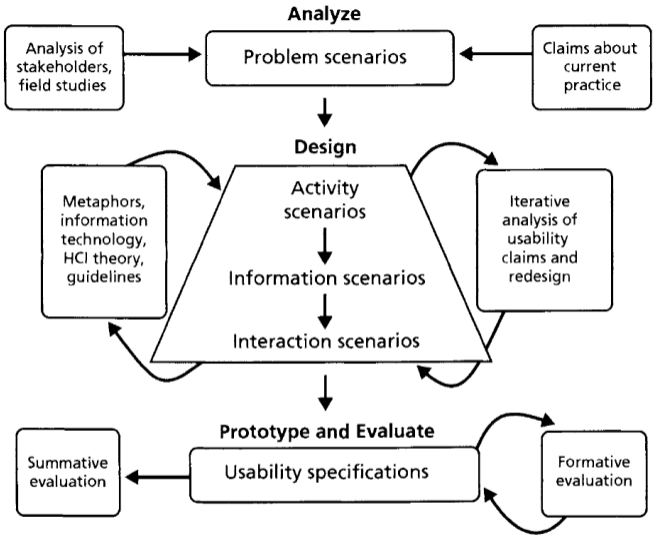 Analyze
Analysis of
stakeholders,
field studies
Problem scenarios
Claims about
current
practice
Design
Metaphors,
information
technology,
HCI theory,
guidelines
Activity
scenarios
Information scenarios
Interaction scenarios
Iterative
analysis of
usability
claims and
redesign
Prototype and Evaluate
Summative
evaluation
Usability specifications
Formative
evaluation